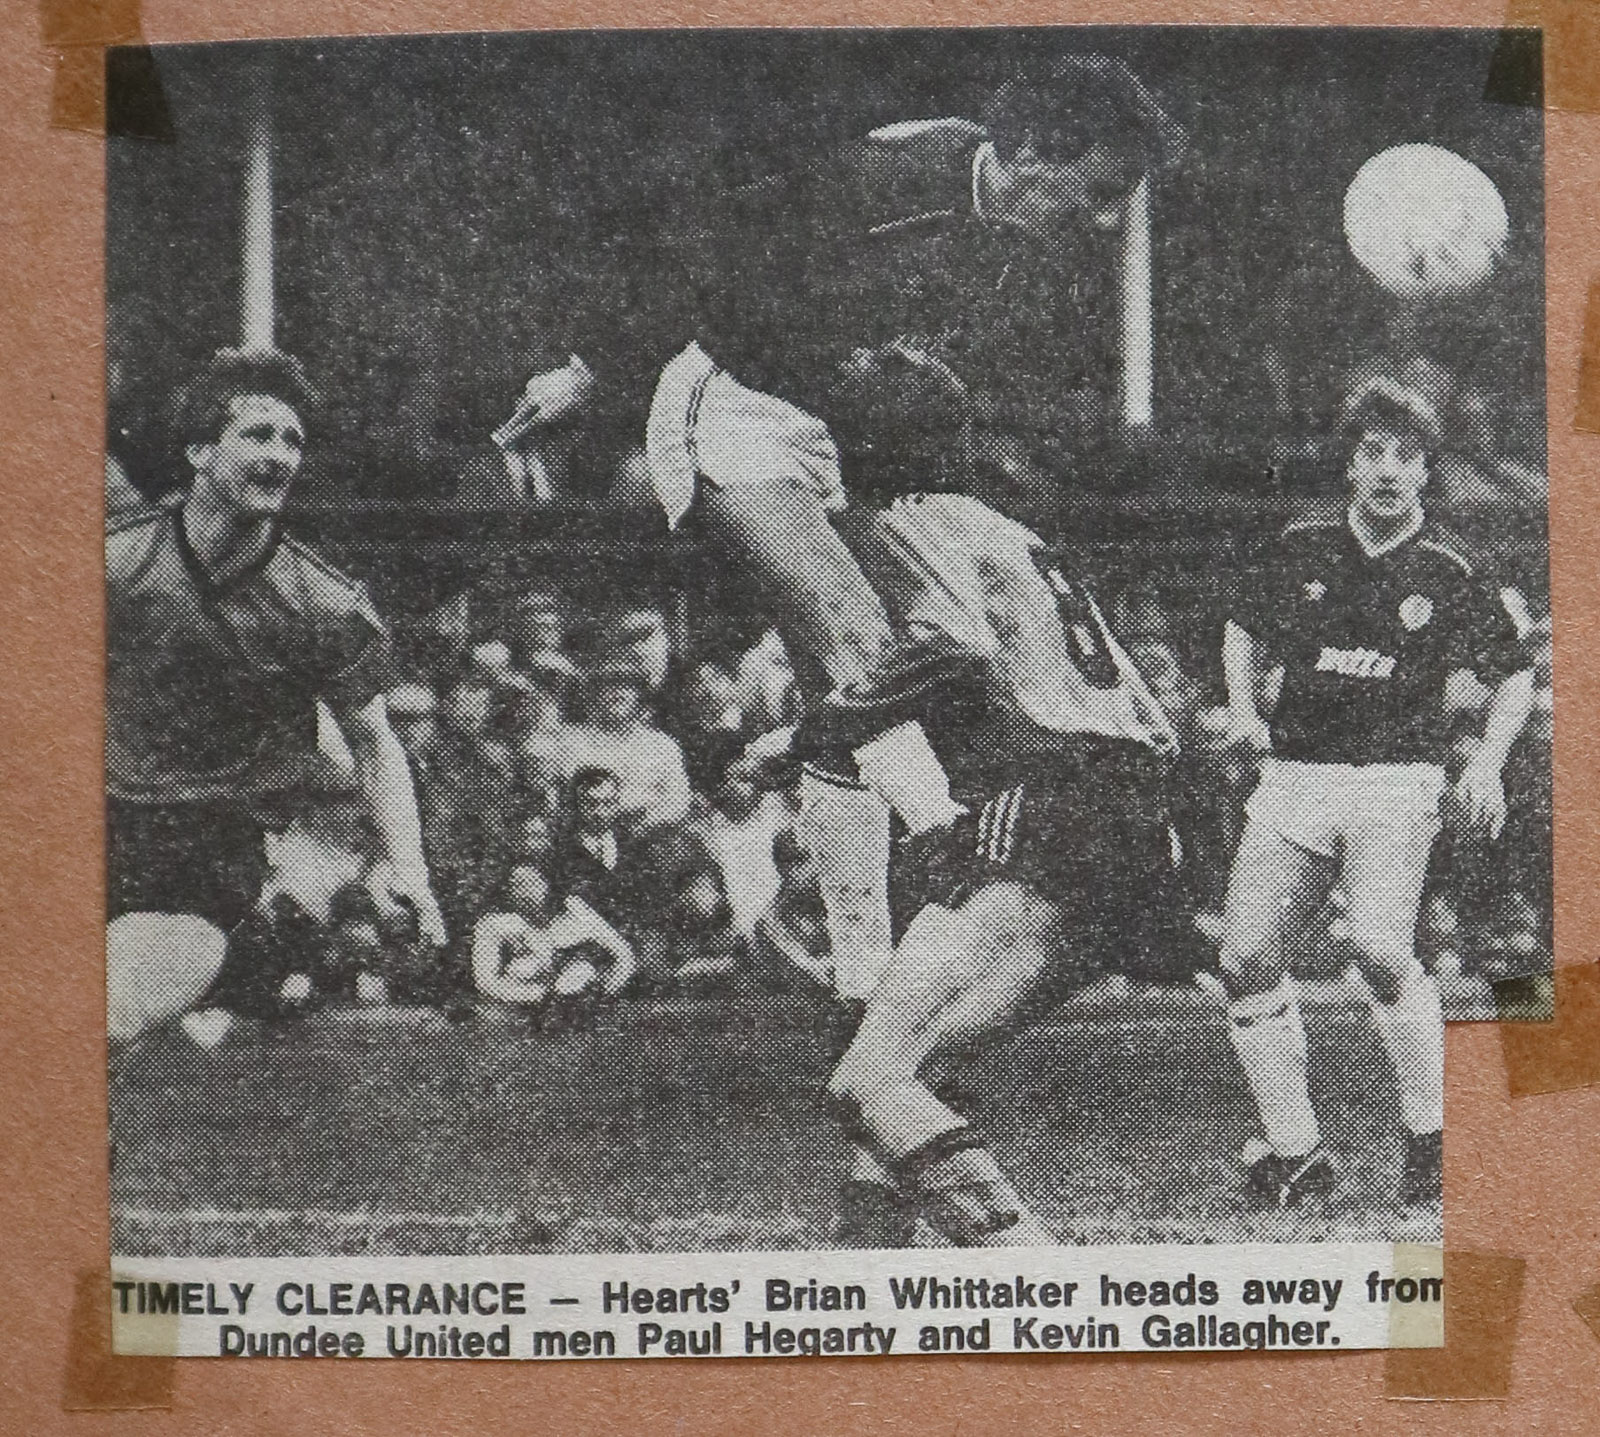 TIMELY CLEARANCE — Hearts' Brian Whittaker heads away from
Dundee United men Paul Hegarty and Kevin Gallagher.